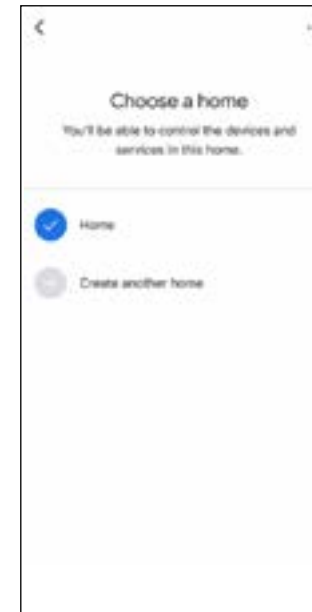 Choose a home
You'll be able to control the devices and
services in this home.
Home
Create another home